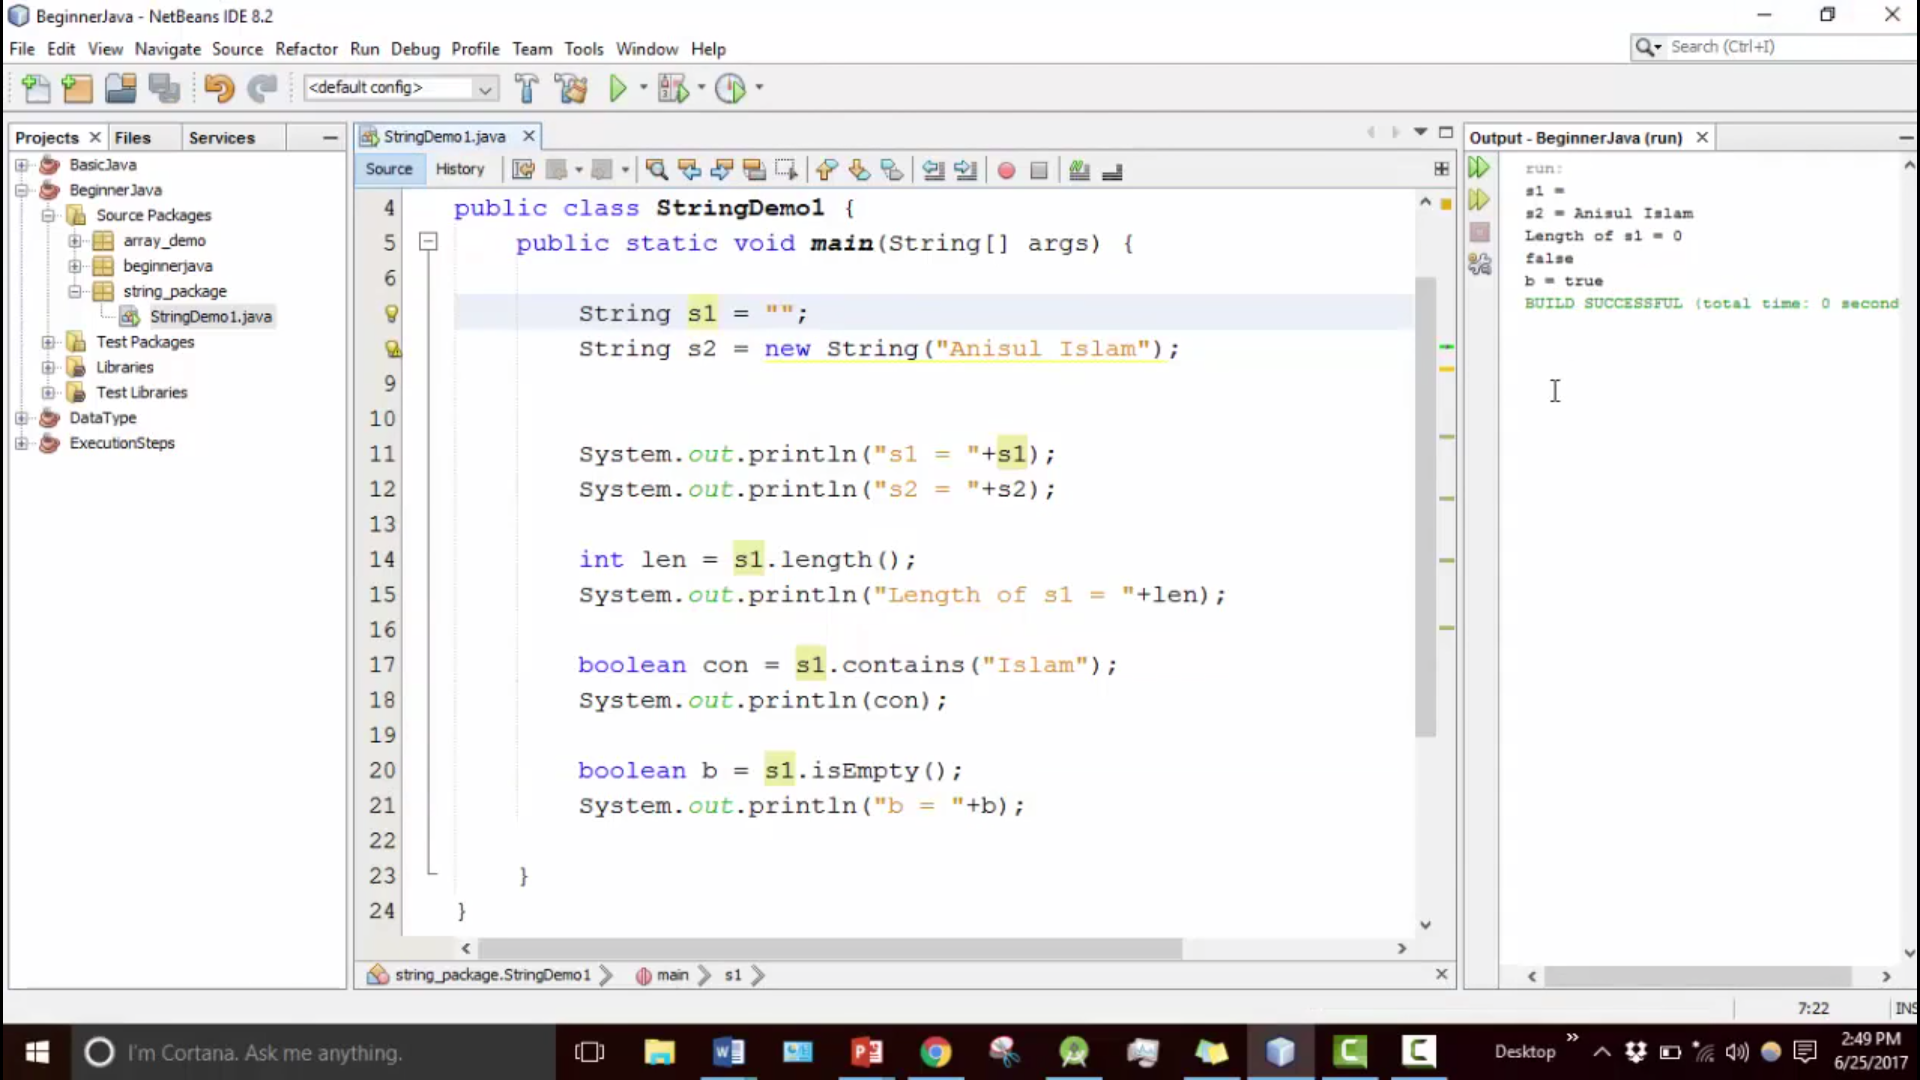 BeginnerJava - NetBeans IDE 8.2
File Edit View Navigate Source Refactor Run Debug Profile Team Tools Window Help
Search (Ctrl+I)
<default config>
Projects Files Services
BasicJava
BeginnerJava
Source Packages
array_demo
beginnerjava
string_package
StringDemo1.java
Test Packages
Libraries
Test Libraries
DataType
ExecutionSteps
StringDemo1.java
Source History
4 public class StringDemo1 {
5 public static void main(String[] args) {
6
String s1 = "";
String s2 = new String("Anisul Islam");
9
10
11 System.out.println("s1 = "+s1);
12 System.out.println("s2 = "+s2);
13
14 int len = s1.length();
15 System.out.println("Length of s1 = "+len);
16
17 boolean con = s1.contains("Islam");
18 System.out.println(con);
19
20 boolean b = s1.isEmpty();
21 System.out.println("b = "+b);
22
23 }
24 }
string_package.StringDemo1 main s1
Output - BeginnerJava (run)
run:
s1 =
s2 = Anisul Islam
Length of s1 = 0
false
b = true
BUILD SUCCESSFUL (total time: 0 second
7:22 INS
I'm Cortana. Ask me anything.
Desktop
2:49 PM
6/25/2017